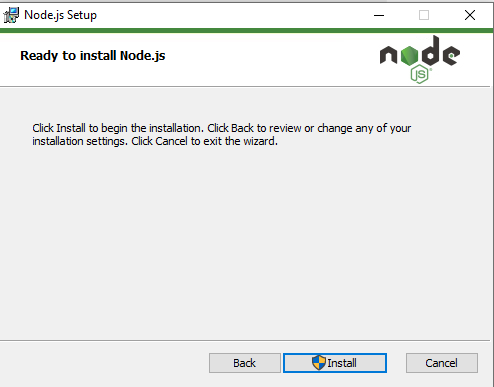 Node.js Setup
Ready to install Node.js
node
JS
Click Install to begin the installation. Click Back to review or change any of your
installation settings. Click Cancel to exit the wizard.
Back
Install
Cancel